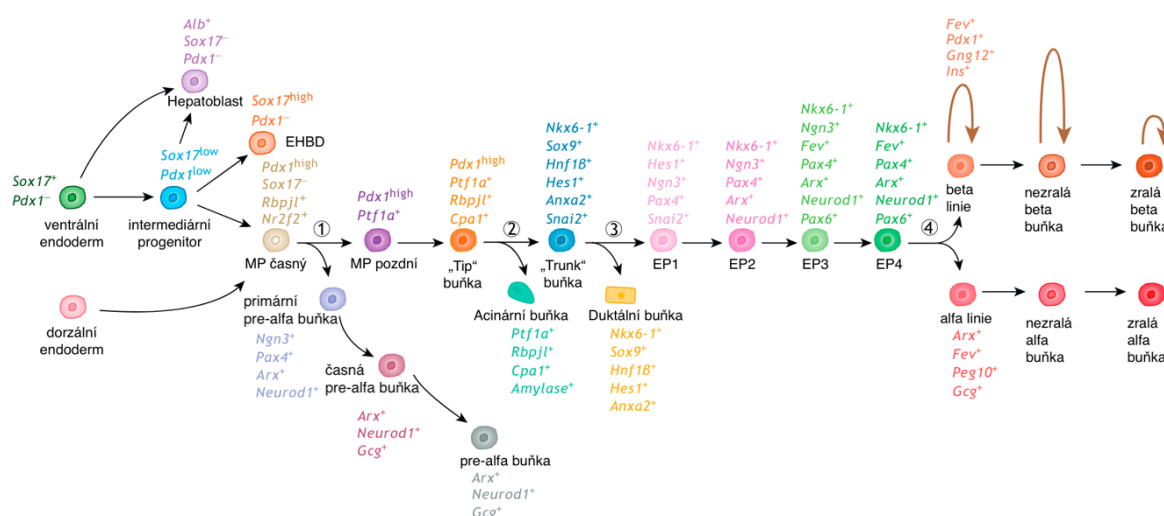 Alb⁺
Sox17⁻
Pdx1⁻
Hepatoblast
Sox17ʰⁱᵍʰ
Pdx1⁻
EHBD
Sox17ˡᵒʷ
Pdx1ˡᵒʷ
Sox17⁺
Pdx1⁻
ventrální
endoderm
intermediární
progenitor
Pdx1ʰⁱᵍʰ
Sox17⁻
Rbpjl⁺
Nr2f2⁺
MP časný
①
Pdx1ʰⁱᵍʰ
Ptf1a⁺
MP pozdní
Pdx1ʰⁱᵍʰ
Ptf1a⁺
Rbpjl⁺
Cpa1⁺
„Tip”
buňka
②
Nkx6-1⁺
Sox9⁺
Hnf1B⁺
Hes1⁺
Anxa2⁺
Snai2⁺
„Trunk”
buňka
③
Nkx6-1⁺
Hes1⁺
Ngn3⁺
Pax4⁺
Snai2⁺
EP1
Nkx6-1⁺
Ngn3⁺
Pax4⁺
Arx⁺
Neurod1⁺
EP2
Nkx6-1⁺
Ngn3⁺
Fev⁺
Pax4⁺
Arx⁺
Neurod1⁺
Pax6⁺
EP3
Nkx6-1⁺
Fev⁺
Pax4⁺
Arx⁺
Neurod1⁺
Pax6⁺
EP4
④
Fev⁺
Pdx1⁺
Gng12⁺
Ins⁺
beta
linie
nezralá
beta
buňka
zralá
beta
buňka
dorzální
endoderm
primární
pre-alfa buňka
Ngn3⁺
Pax4⁺
Arx⁺
Neurod1⁺
časná
pre-alfa buňka
Arx⁺
Neurod1⁺
Gcg⁺
pre-alfa buňka
Arx⁺
Neurod1⁺
Gcg⁺
Acinární buňka
Ptf1a⁺
Rbpjl⁺
Cpa1⁺
Amylase⁺
Duktální buňka
Nkx6-1⁺
Sox9⁺
Hnf1B⁺
Hes1⁺
Anxa2⁺
alfa linie
Arx⁺
Fev⁺
Peg10⁺
Gcg⁺
nezralá
alfa
buňka
zralá
alfa
buňka